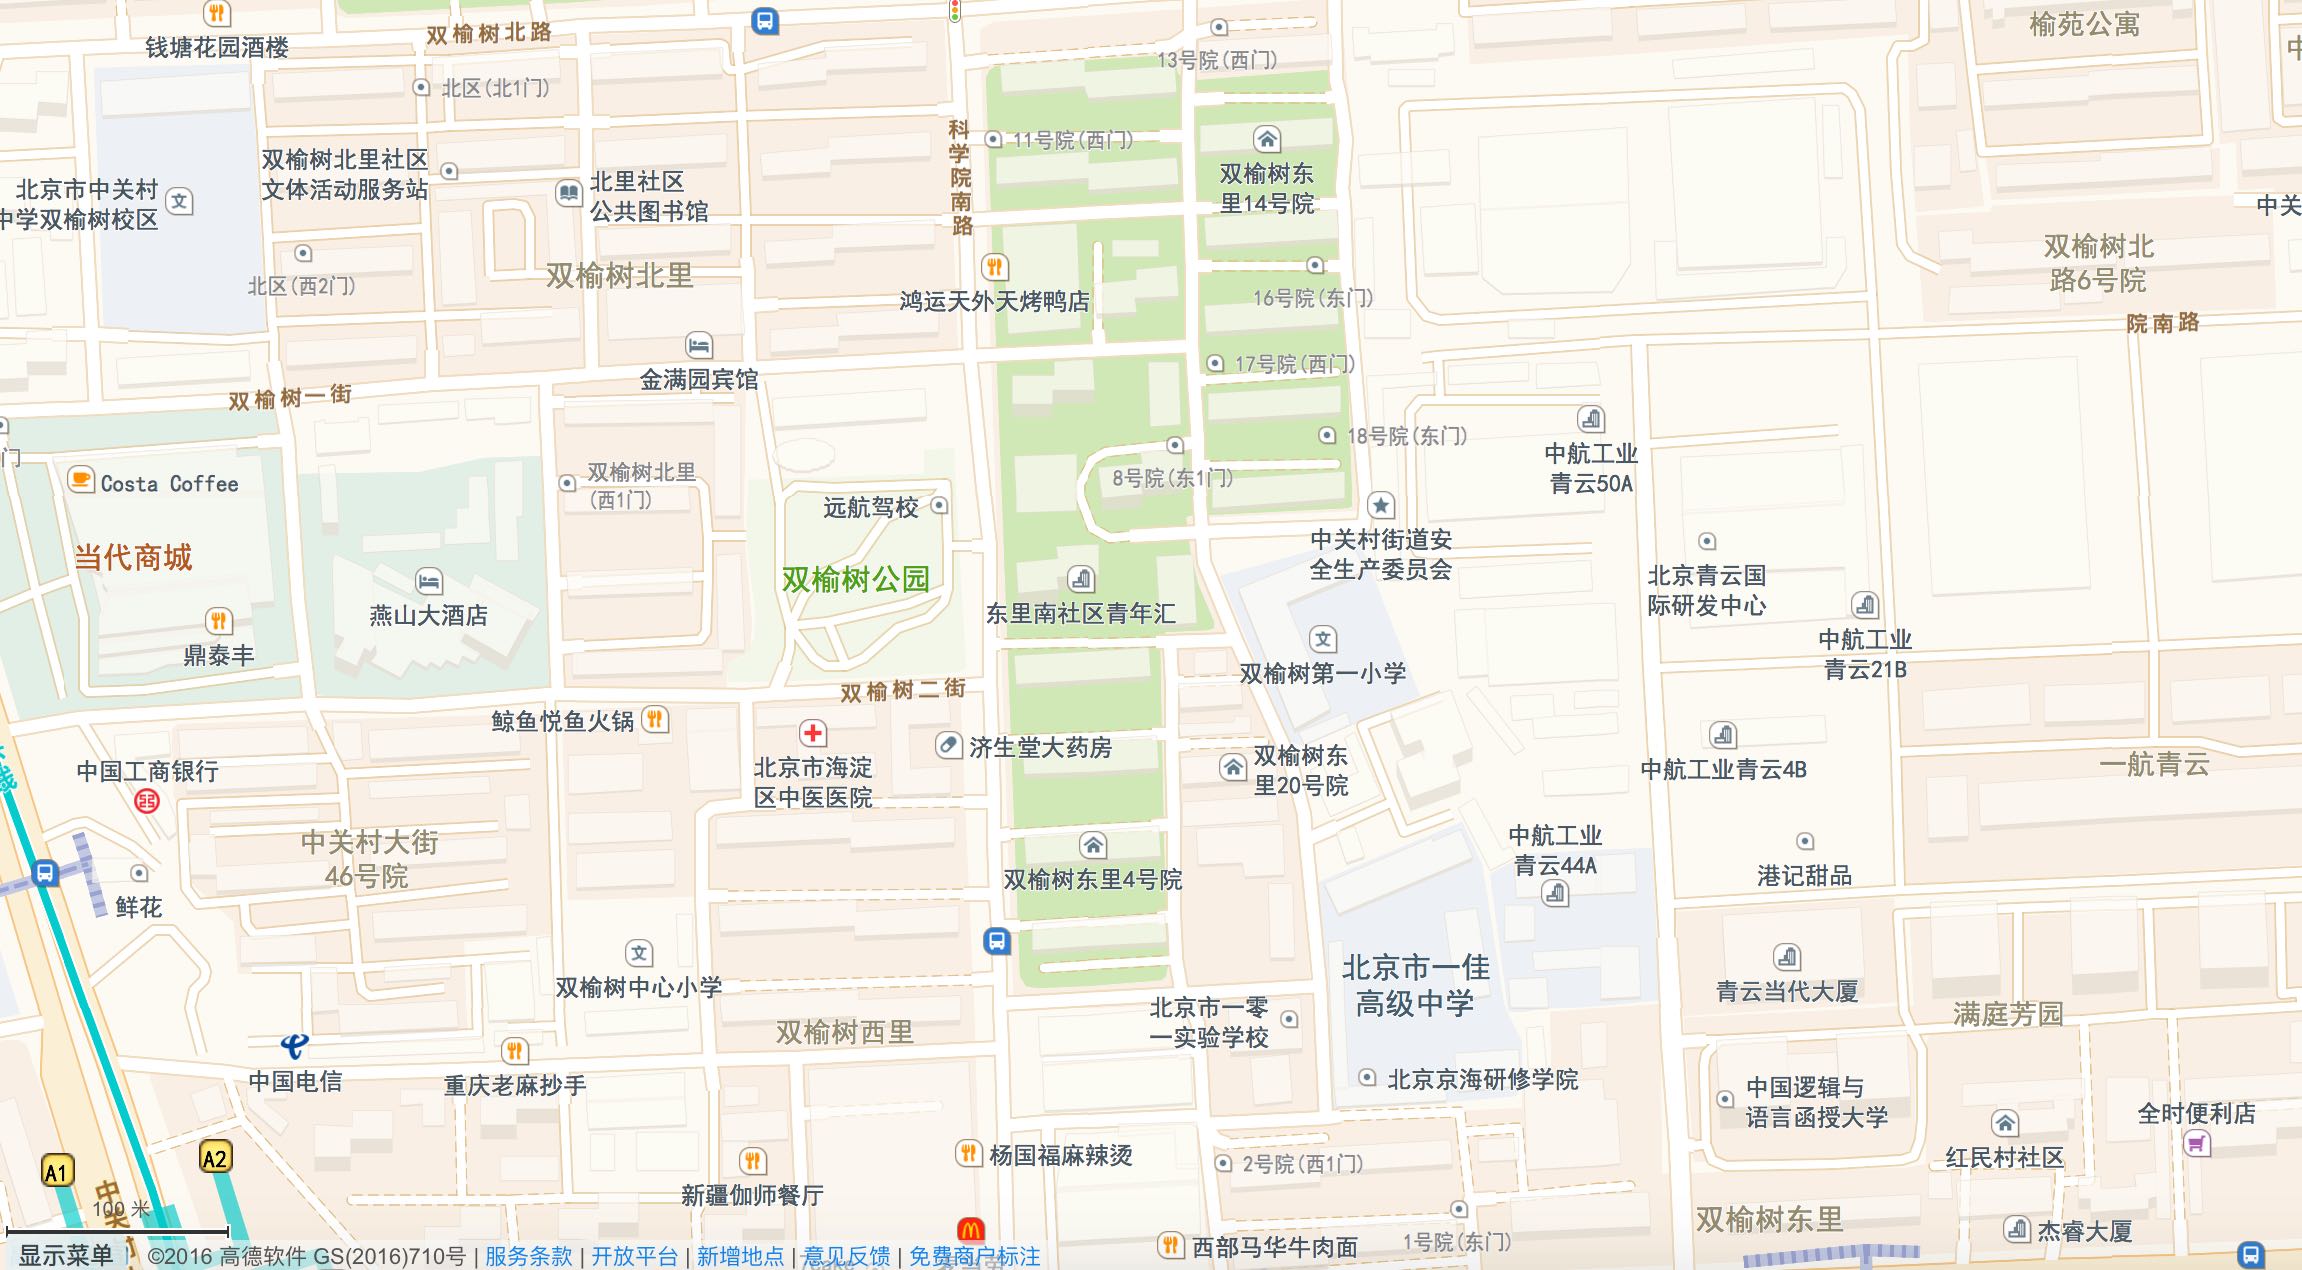 榆苑公寓
钱塘花园酒楼
双榆树北路
13号院(西门)
北区(北1门)
科学院南路
11号院(西门)
双榆树北里社区
文体活动服务站
北里社区
公共图书馆
双榆树东
里14号院
北京市中关村
中学双榆树校区
中关
双榆树北
路6号院
北区(西2门)
双榆树北里
鸿运天外天烤鸭店
16号院(东门)
院南路
金满园宾馆
17号院(西门)
双榆树一街
18号院(东门)
中航工业
青云50A
门
Costa Coffee
双榆树北里
(西1门)
8号院(东1门)
远航驾校
中关村街道安
全生产委员会
当代商城
双榆树公园
北京青云国
际研发中心
燕山大酒店
东里南社区青年汇
中航工业
青云21B
鼎泰丰
双榆树第一小学
双榆树二街
鲸鱼悦鱼火锅
济生堂大药房
双榆树东
里20号院
中国工商银行
北京市海淀
区中医医院
中航工业青云4B
一航青云
中关村大街
46号院
中航工业
青云44A
双榆树东里4号院
港记甜品
鲜花
双榆树中心小学
北京市一佳
高级中学
青云当代大厦
北京市一零
一实验学校
满庭芳园
双榆树西里
中国电信
重庆老麻抄手
北京京海研修学院
中国逻辑与
语言函授大学
全时便利店
A1
A2
杨国福麻辣烫
2号院(西1门)
红民村社区
新疆伽师餐厅
100 米
双榆树东里
杰睿大厦
西部马华牛肉面
1号院(东门)
显示菜单
©2016 高德软件 GS(2016)710号 | 服务条款 | 开放平台 | 新增地点 | 意见反馈 | 免费商户标注